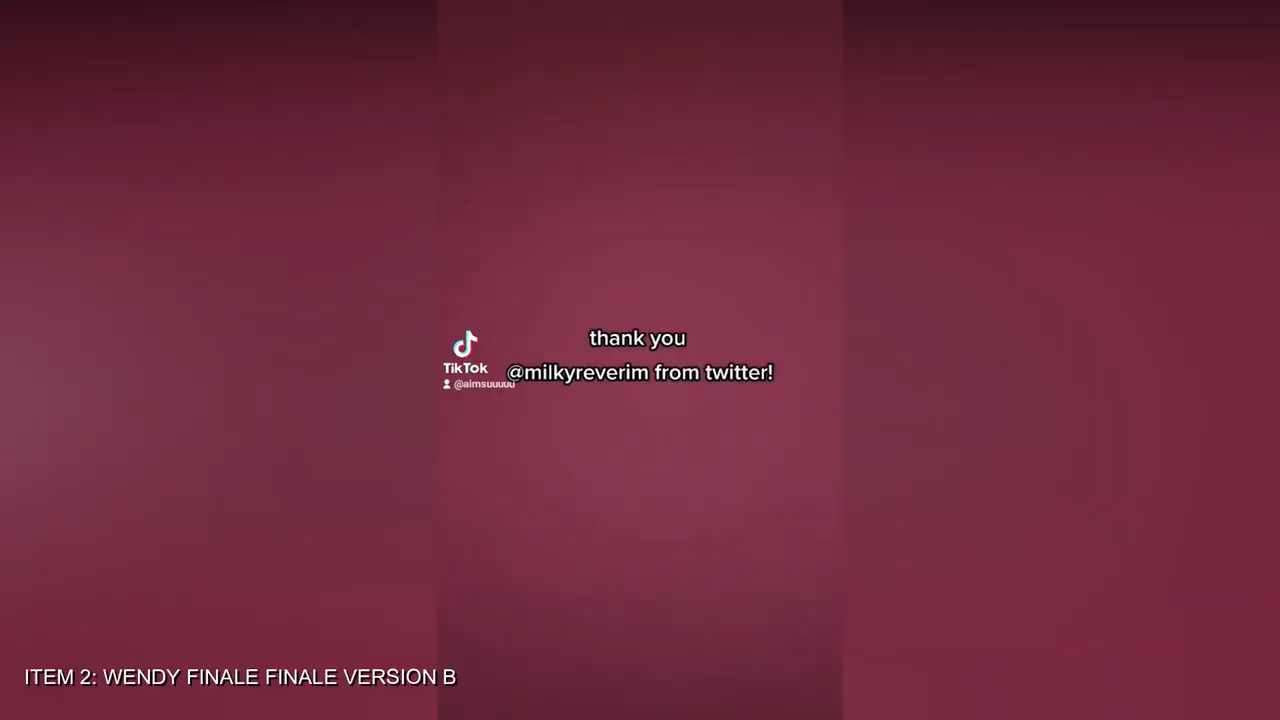 thank you
@milkyreverim from twitter!
TikTok
@aimsuuuuu
ITEM 2: WENDY FINALE FINALE VERSION B